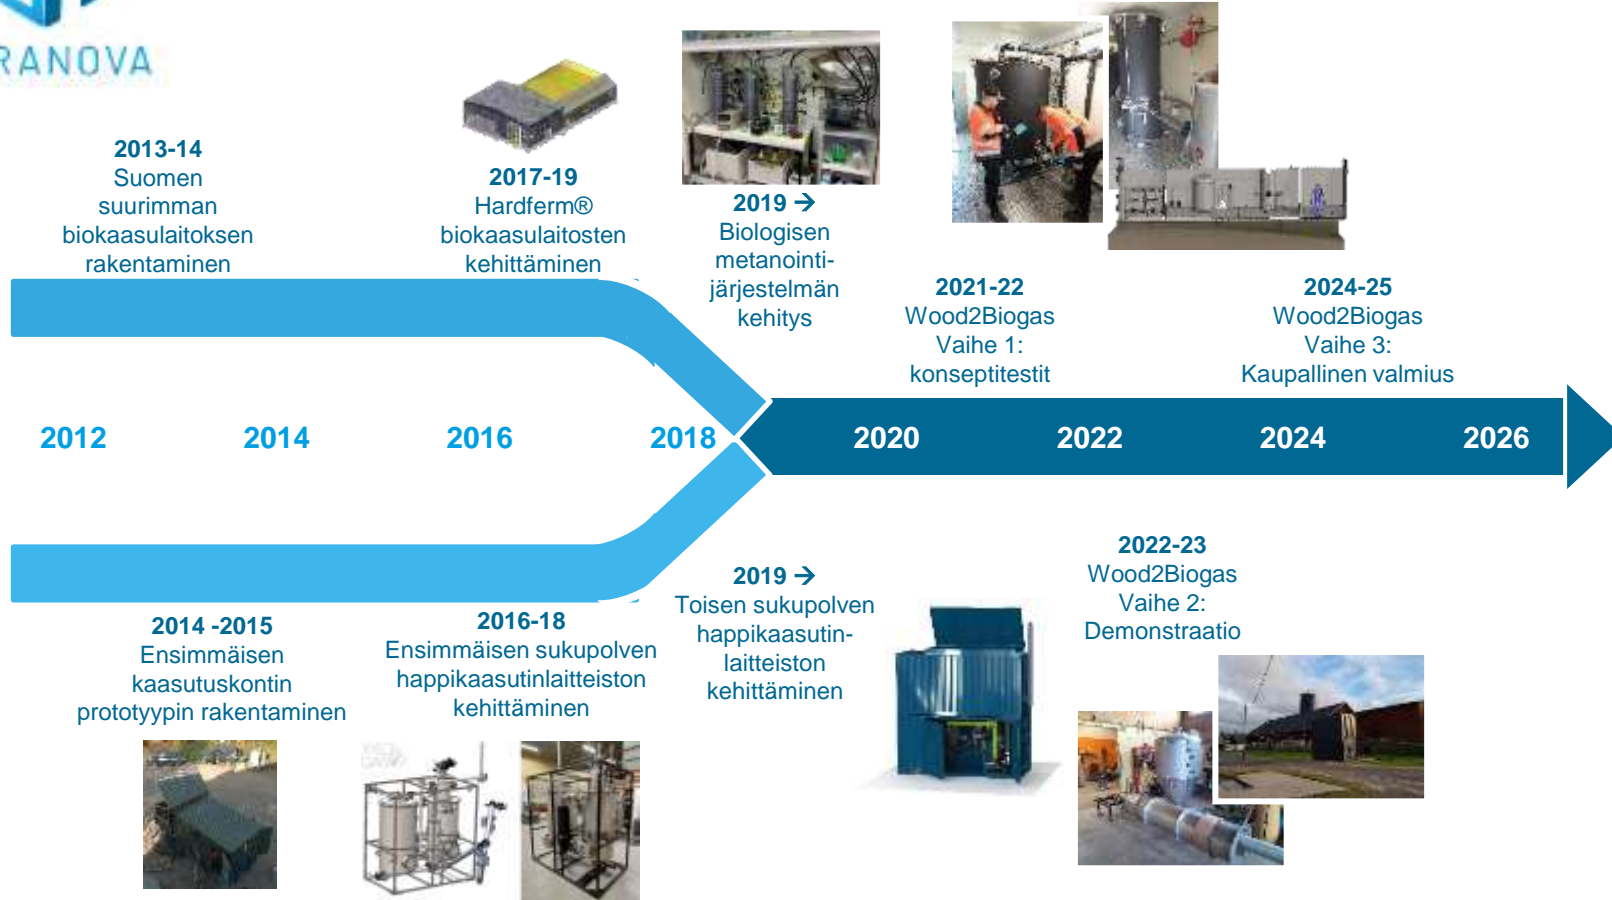 RANOVA
2013-14
Suomen
suurimman
biokaasulaitoksen
rakentaminen
2017-19
Hardferm®
biokaasulaitosten
kehittäminen
2019 →
Biologisen
metanointi-
järjestelmän
kehitys
2021-22
Wood2Biogas
Vaihe 1:
konseptitestit
2024-25
Wood2Biogas
Vaihe 3:
Kaupallinen valmius
2012
2014
2016
2018
2020
2022
2024
2026
2014 -2015
Ensimmäisen
kaasutuskontin
prototyypin rakentaminen
2016-18
Ensimmäisen sukupolven
happikaasutinlaitteiston
kehittäminen
2019 →
Toisen sukupolven
happikaasutin-
laitteiston
kehittäminen
2022-23
Wood2Biogas
Vaihe 2:
Demonstraatio